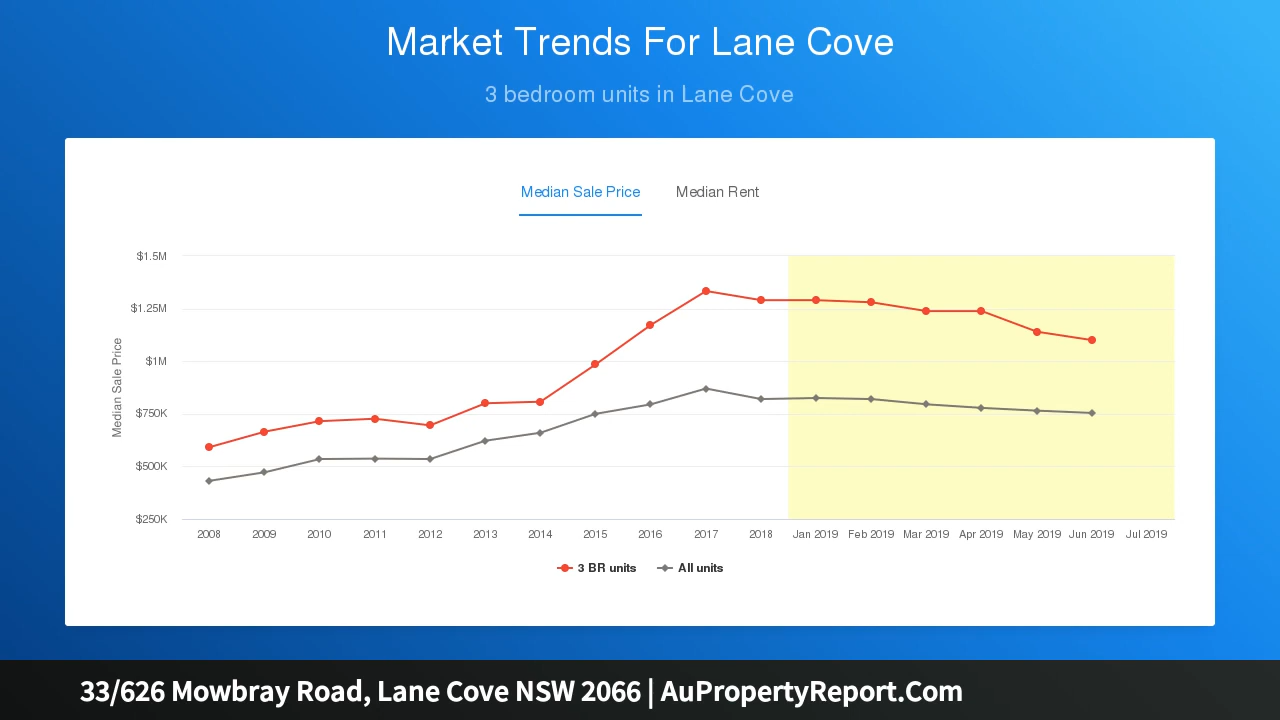 Market Trends For Lane Cove
3 bedroom units in Lane Cove
Median Sale Price Median Rent
Median Sale Price
$1.5M
$1.25M
$1M
$750K
$500K
$250K
2008 2009 2010 2011 2012 2013 2014 2015 2016 2017 2018 Jan 2019 Feb 2019 Mar 2019 Apr 2019 May 2019 Jun 2019 Jul 2019
3 BR units All units
33/626 Mowbray Road, Lane Cove NSW 2066 | AuPropertyReport.Com